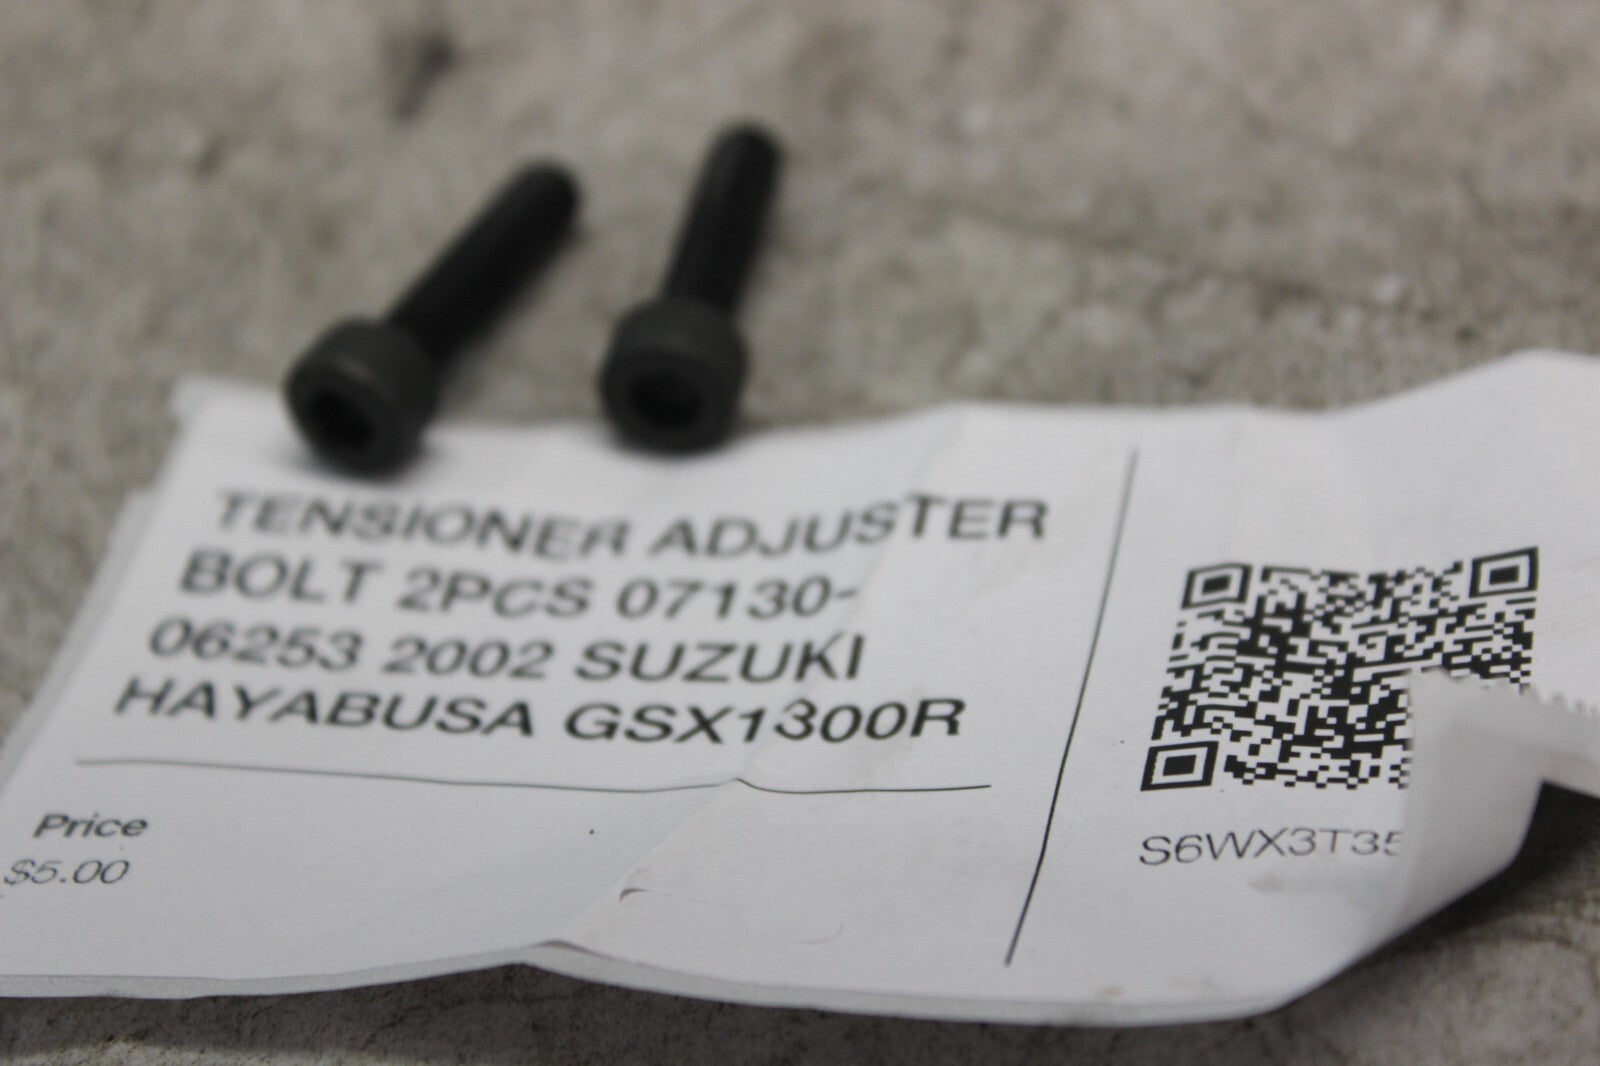 TENSIONER ADJUSTER
BOLT 2PCS 07130-
06253 2002 SUZUKI
HAYABUSA GSX1300R
Price
$5.00
S6WX3T35